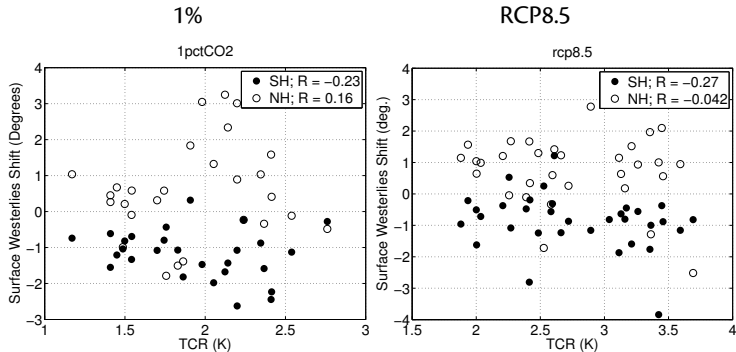 1%
RCP8.5
1pctCO2
4
3
2
1
0
−1
−2
−3
Surface Westerlies Shift (Degrees)
SH; R = −0.23
NH; R = 0.16
1
1.5
2
2.5
3
TCR (K)
rcp8.5
4
3
2
1
0
−1
−2
−3
−4
Surface Westerlies Shift (deg.)
SH; R = −0.27
NH; R = −0.042
1.5
2
2.5
3
3.5
4
TCR (K)